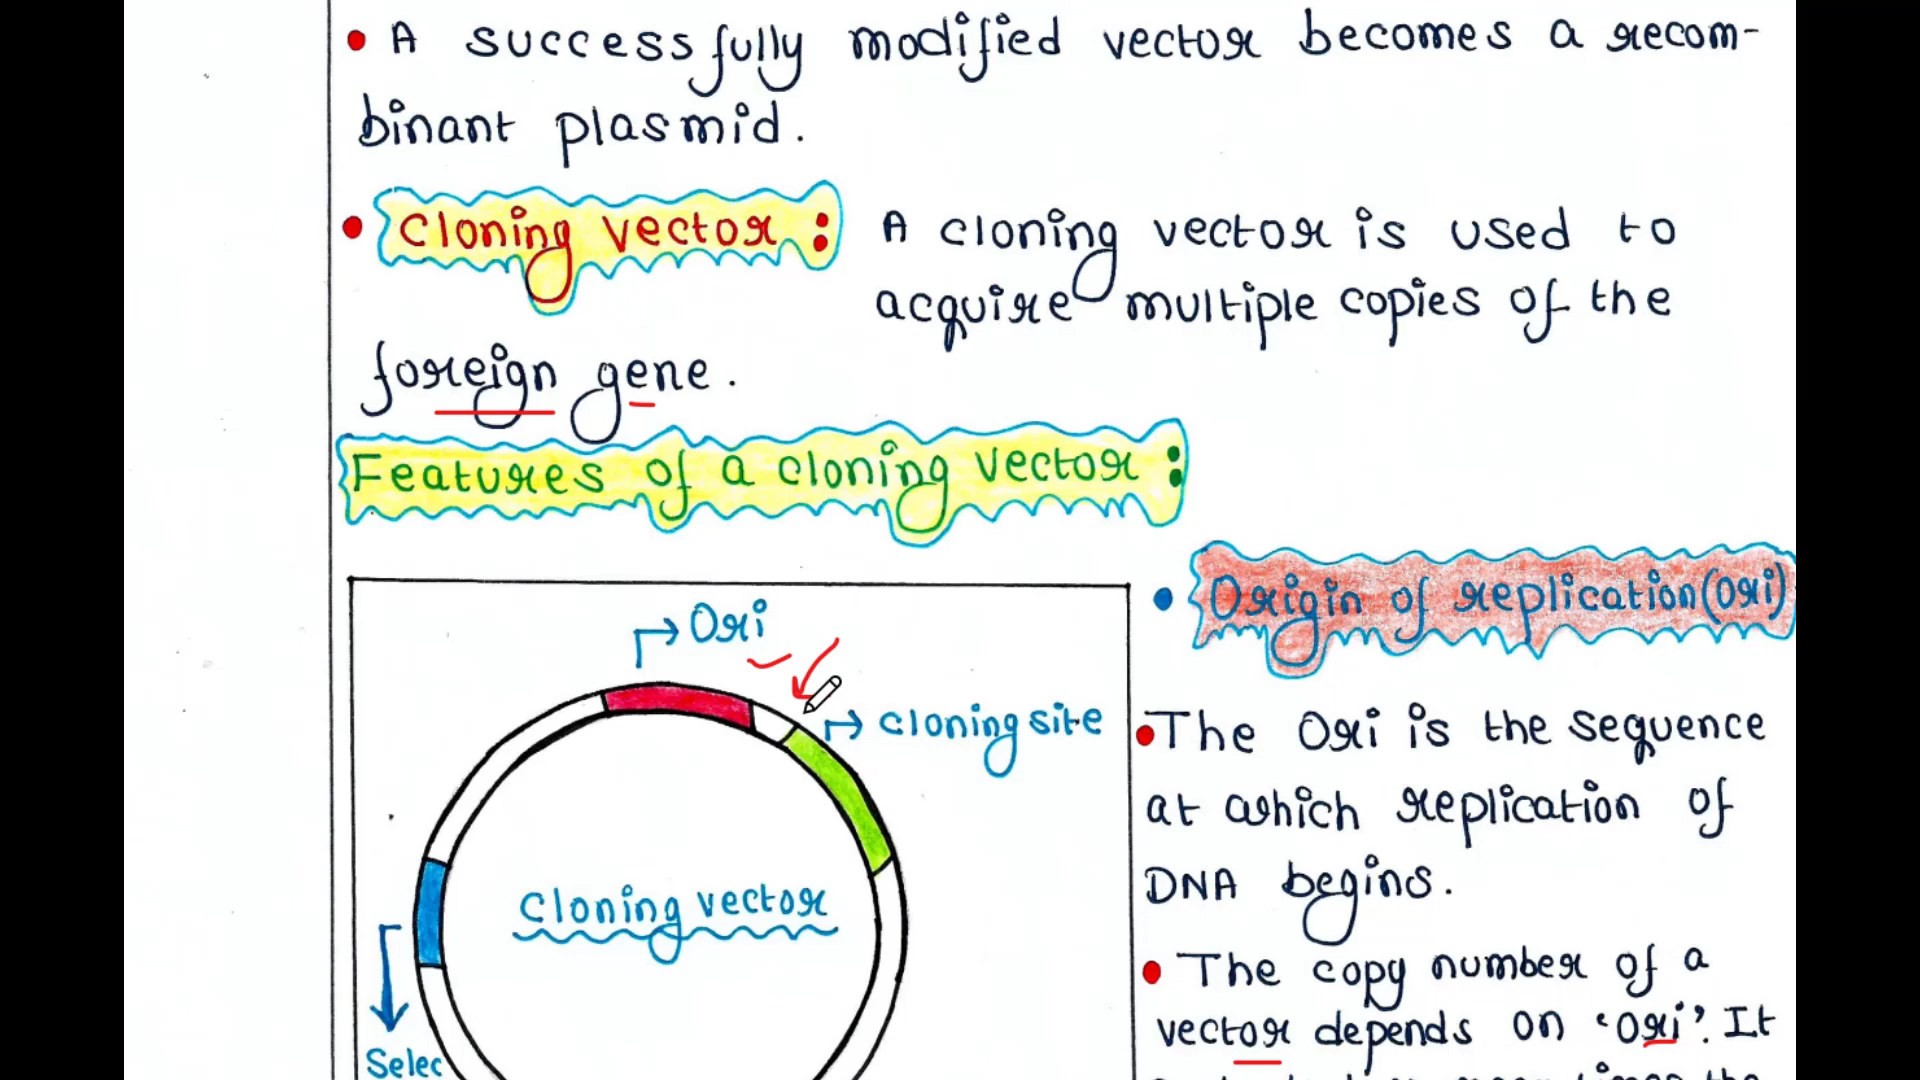 • A successfully modified vector becomes a recom-
binant plasmid.
• Cloning vector : A cloning vector is used to
acquire multiple copies of the
foreign gene.
Features of a cloning vector :
Ori
cloning site
Cloning vector
Selec
• Origin of replication (Ori)
• The Ori is the sequence
at which replication of
DNA begins.
• The copy number of a
vector depends on 'Ori'. It